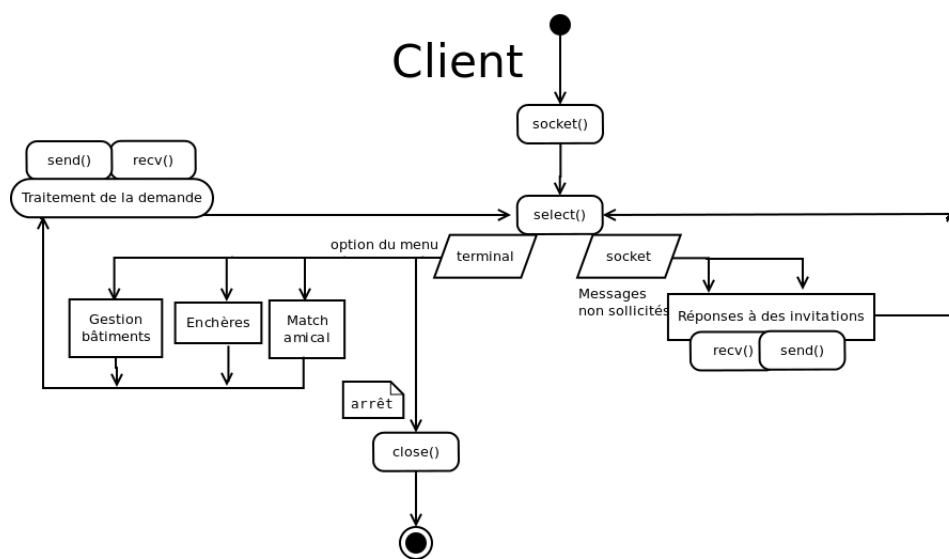 Client
socket()
send()
recv()
Traitement de la demande
select()
option du menu
terminal
socket
Messages
non sollicités
Gestion
bâtiments
Enchères
Match
amical
Réponses à des invitations
recv()
send()
arrêt
close()